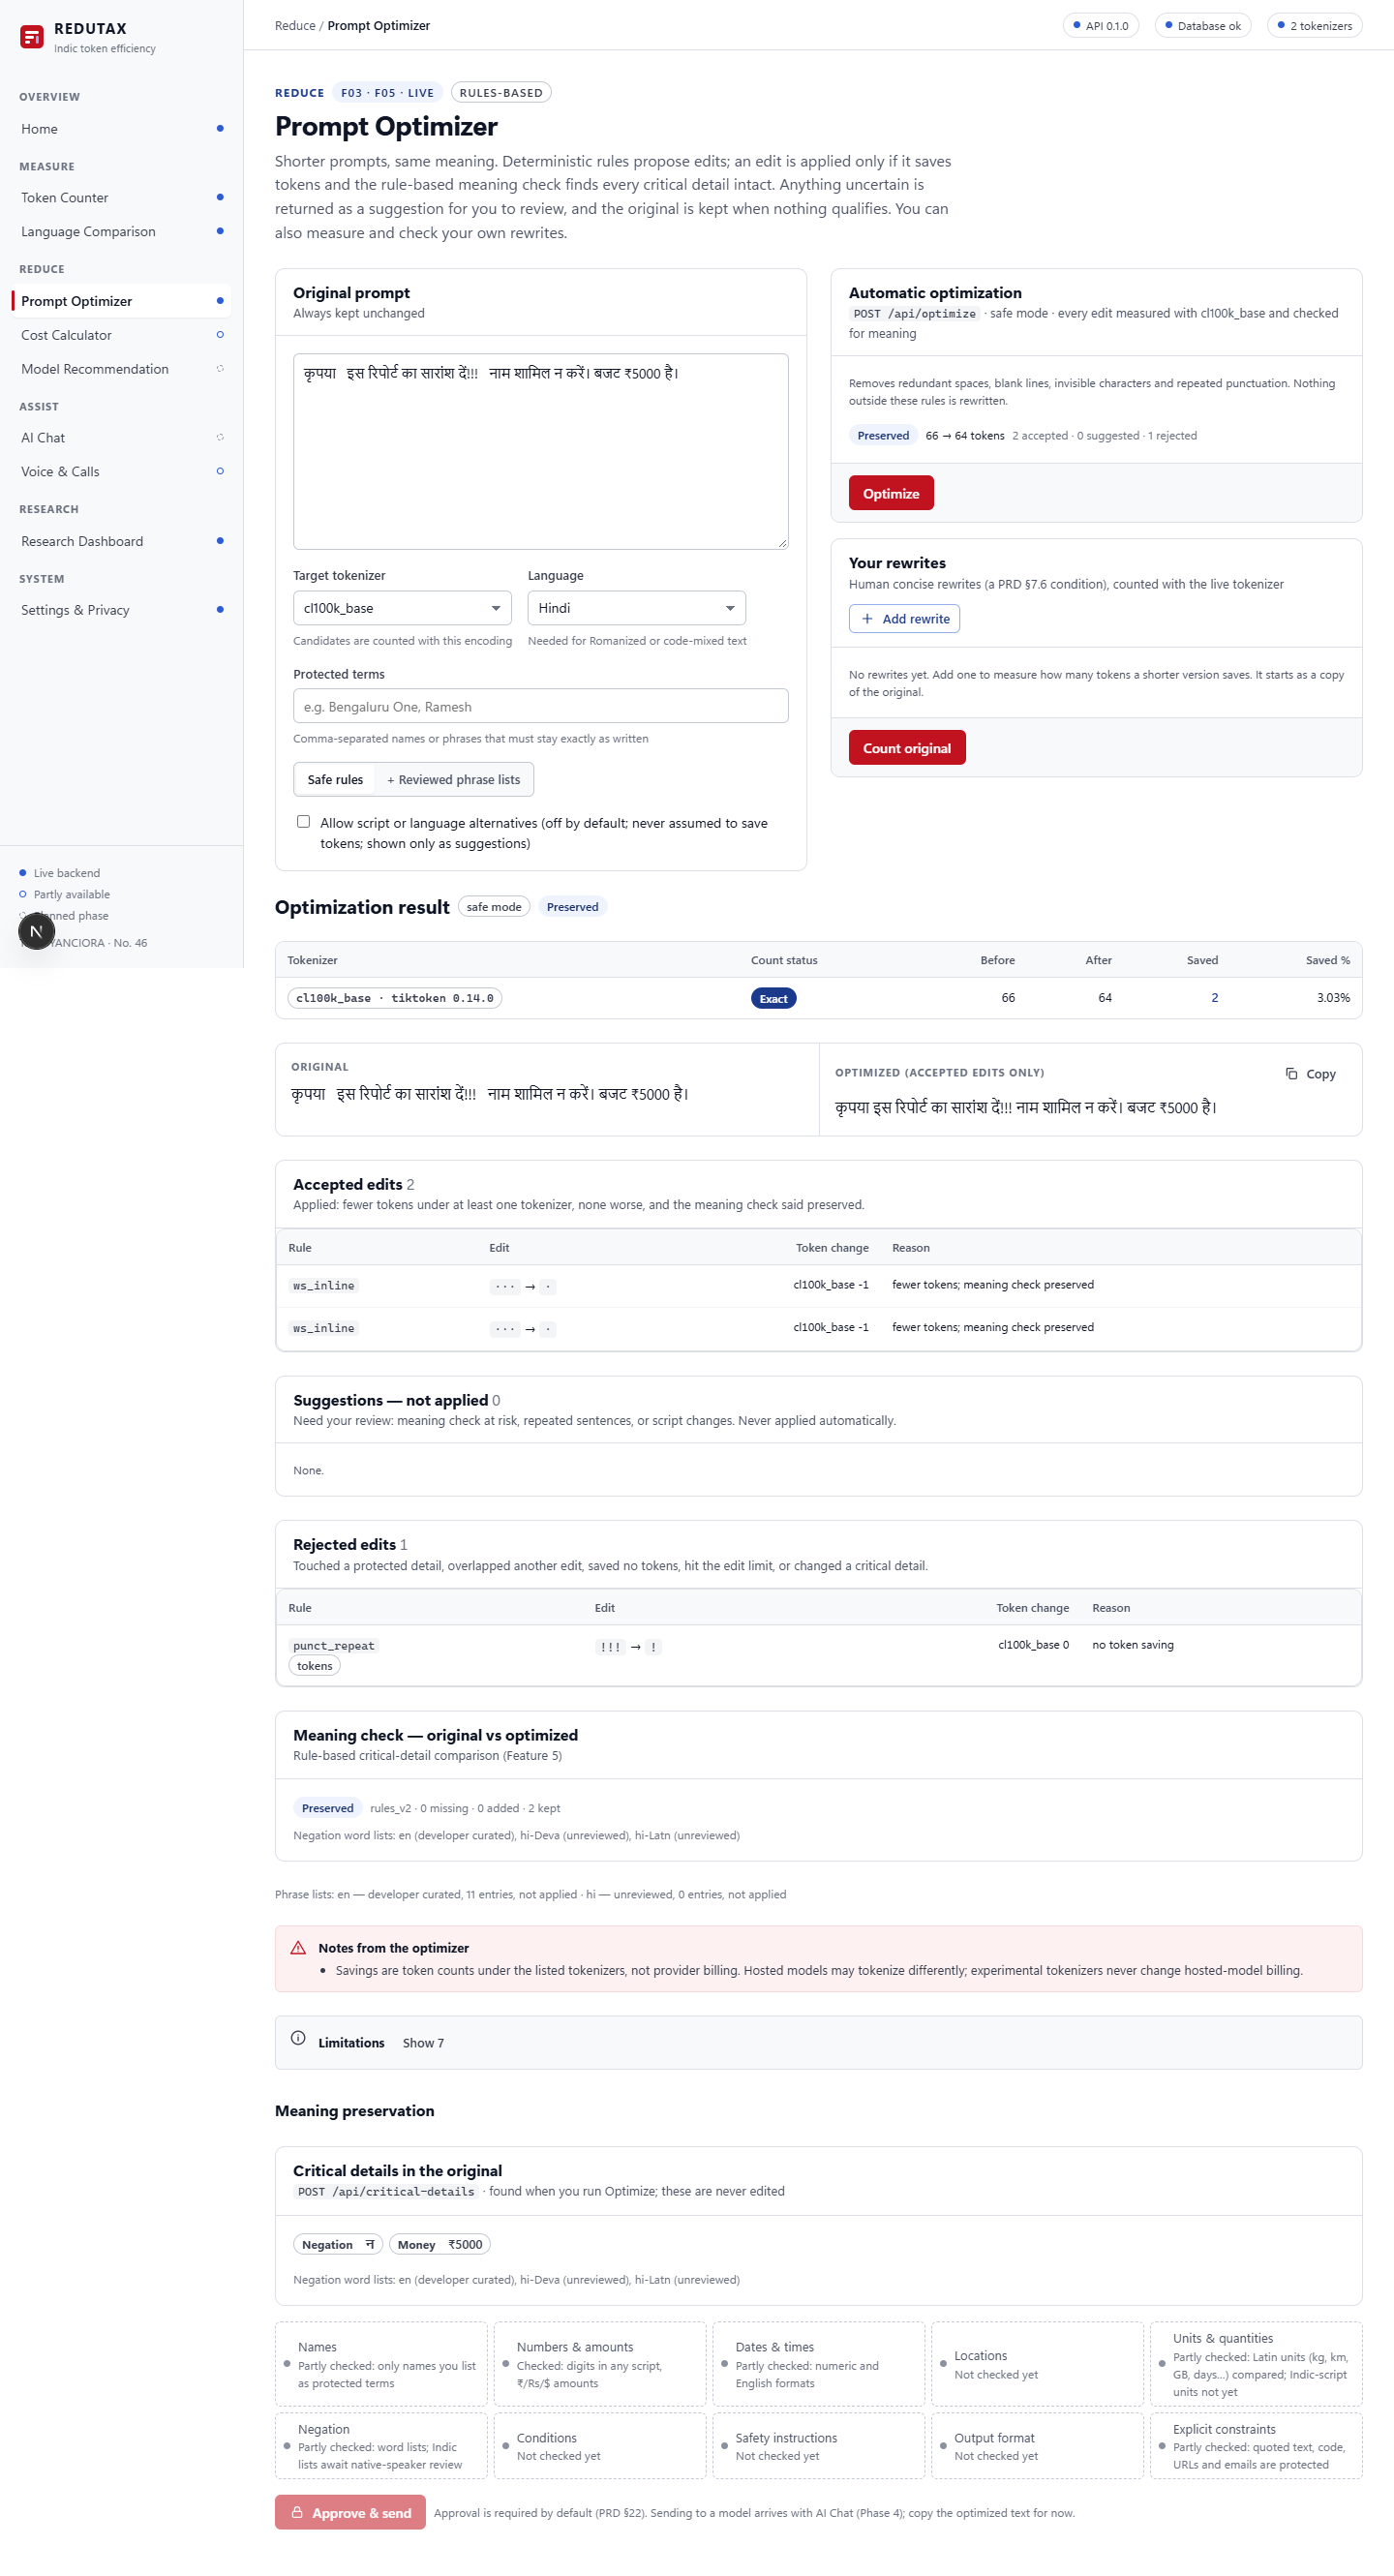 REDUTAX
Indic token efficiency
OVERVIEW
Home
MEASURE
Token Counter
Language Comparison
REDUCE
Prompt Optimizer
Cost Calculator
Model Recommendation
ASSIST
AI Chat
Voice & Calls
RESEARCH
Research Dashboard
SYSTEM
Settings & Privacy
Live backend
Partly available
phase
· No. 46
Reduce / Prompt Optimizer
API 0.1.0
Database ok
2 tokenizers
REDUCE F03 · F05 · LIVE RULES-BASED
Prompt Optimizer
Shorter prompts, same meaning. Deterministic rules propose edits; an edit is applied only if it saves
tokens and the rule-based meaning check finds every critical detail intact. Anything uncertain is
returned as a suggestion for you to review, and the original is kept when nothing qualifies. You can
also measure and check your own rewrites.
Original prompt
Always kept unchanged
कृपया   इस रिपोर्ट का सारांश दें!!!   नाम शामिल न करें। बजट ₹5000 है।
Target tokenizer
Language
cl100k_base
Hindi
Candidates are counted with this encoding
Needed for Romanized or code-mixed text
Protected terms
e.g. Bengaluru One, Ramesh
Comma-separated names or phrases that must stay exactly as written
Safe rules
+ Reviewed phrase lists
Allow script or language alternatives (off by default; never assumed to save
tokens; shown only as suggestions)
Automatic optimization
POST /api/optimize · safe mode · every edit measured with cl100k_base and checked
for meaning
Removes redundant spaces, blank lines, invisible characters and repeated punctuation. Nothing
outside these rules is rewritten.
Preserved 66 → 64 tokens 2 accepted · 0 suggested · 1 rejected
Optimize
Your rewrites
Human concise rewrites (a PRD §7.6 condition), counted with the live tokenizer
+ Add rewrite
No rewrites yet. Add one to measure how many tokens a shorter version saves. It starts as a copy
of the original.
Count original
Optimization result safe mode Preserved
Tokenizer Count status Before After Saved Saved %
cl100k_base · tiktoken 0.14.0 Exact 66 64 2 3.03%
ORIGINAL
कृपया   इस रिपोर्ट का सारांश दें!!!   नाम शामिल न करें। बजट ₹5000 है।
OPTIMIZED (ACCEPTED EDITS ONLY)
Copy
कृपया इस रिपोर्ट का सारांश दें!!! नाम शामिल न करें। बजट ₹5000 है।
Accepted edits 2
Applied: fewer tokens under at least one tokenizer, none worse, and the meaning check said preserved.
Rule Edit Token change Reason
ws_inline ··· → · cl100k_base -1 fewer tokens; meaning check preserved
ws_inline ··· → · cl100k_base -1 fewer tokens; meaning check preserved
Suggestions — not applied 0
Need your review: meaning check at risk, repeated sentences, or script changes. Never applied automatically.
None.
Rejected edits 1
Touched a protected detail, overlapped another edit, saved no tokens, hit the edit limit, or changed a critical detail.
Rule Edit Token change Reason
punct_repeat !!! → ! cl100k_base 0 no token saving
tokens
Meaning check — original vs optimized
Rule-based critical-detail comparison (Feature 5)
Preserved rules_v2 · 0 missing · 0 added · 2 kept
Negation word lists: en (developer curated), hi-Deva (unreviewed), hi-Latn (unreviewed)
Phrase lists: en — developer curated, 11 entries, not applied · hi — unreviewed, 0 entries, not applied
Notes from the optimizer
• Savings are token counts under the listed tokenizers, not provider billing. Hosted models may tokenize differently; experimental tokenizers never change hosted-model billing.
Limitations Show 7
Meaning preservation
Critical details in the original
POST /api/critical-details · found when you run Optimize; these are never edited
Negation न Money ₹5000
Negation word lists: en (developer curated), hi-Deva (unreviewed), hi-Latn (unreviewed)
Names
Partly checked: only names you list
as protected terms
Numbers & amounts
Checked: digits in any script,
₹/Rs/$ amounts
Dates & times
Partly checked: numeric and
English formats
Locations
Not checked yet
Units & quantities
Partly checked: Latin units (kg, km,
GB, days...) compared; Indic-script
units not yet
Negation
Partly checked: word lists; Indic
lists await native-speaker review
Conditions
Not checked yet
Safety instructions
Not checked yet
Output format
Not checked yet
Explicit constraints
Partly checked: quoted text, code,
URLs and emails are protected
Approve & send
Approval is required by default (PRD §22). Sending to a model arrives with AI Chat (Phase 4); copy the optimized text for now.